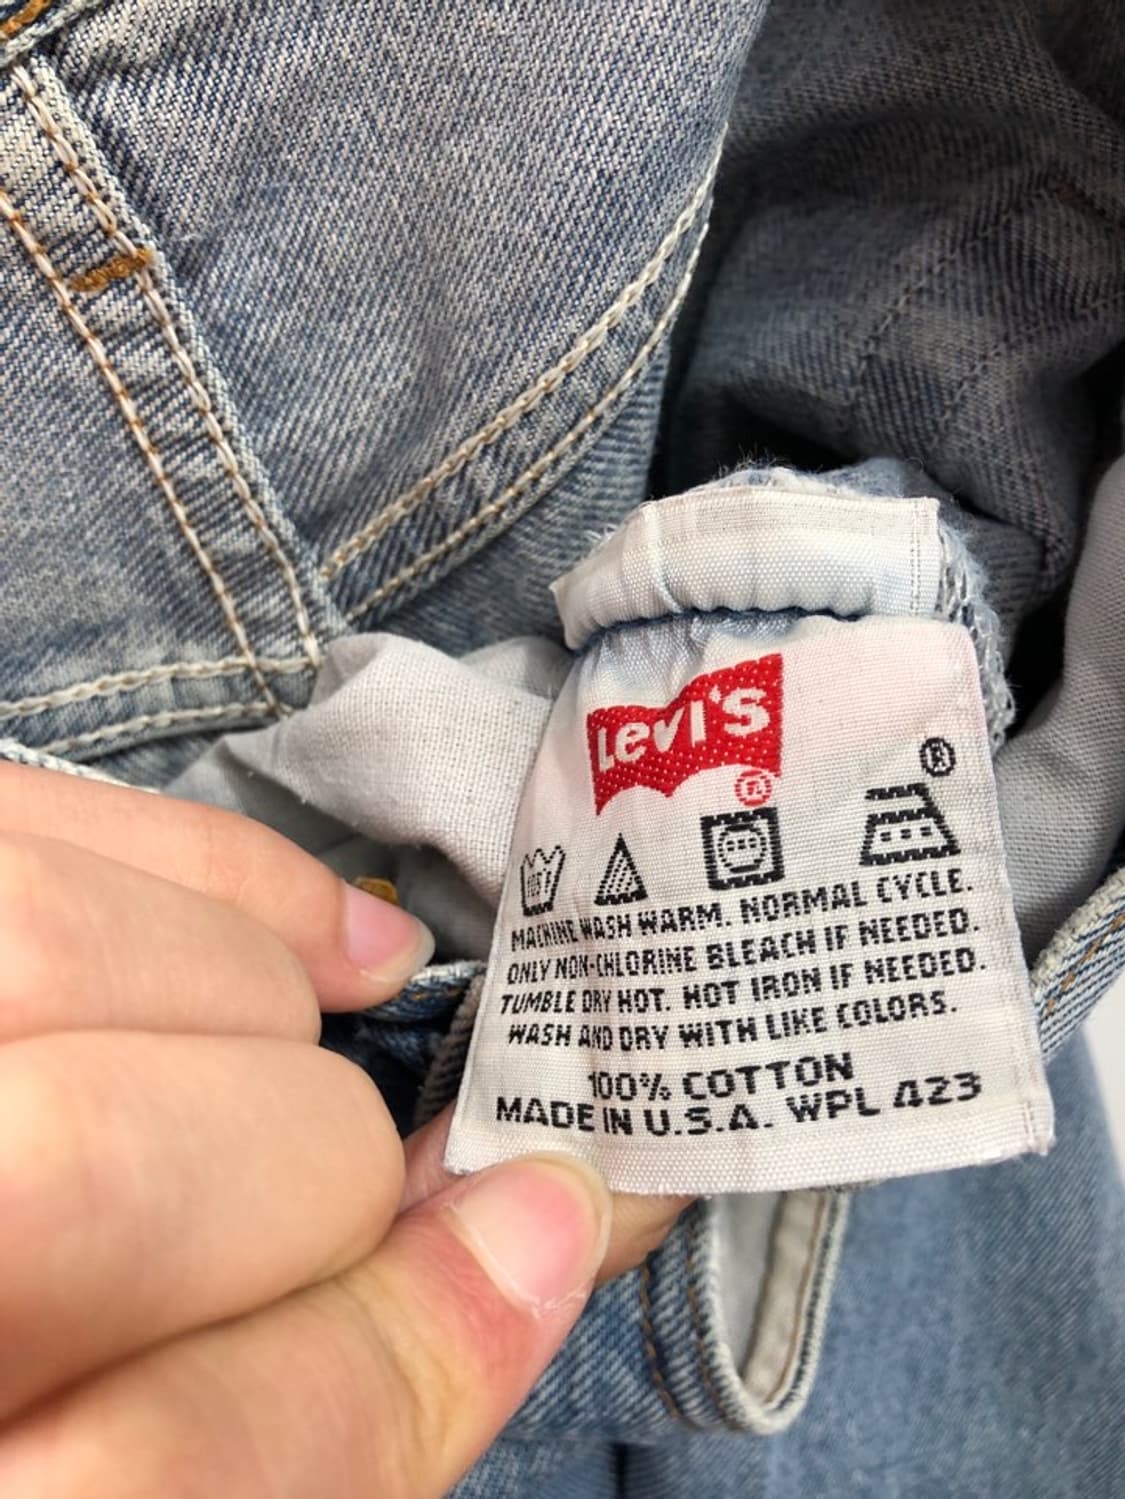 Levi's
®
®
105°F
MACHINE WASH WARM. NORMAL CYCLE.
ONLY NON-CHLORINE BLEACH IF NEEDED.
TUMBLE DRY HOT. HOT IRON IF NEEDED.
WASH AND DRY WITH LIKE COLORS.
100% COTTON
MADE IN U.S.A. WPL 423